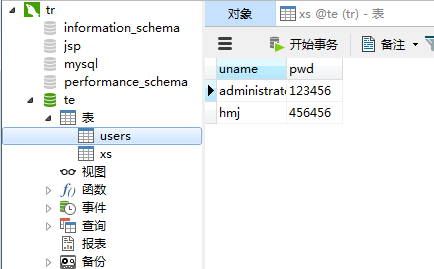 tr
information_schema
jsp
mysql
performance_schema
te
表
users
xs
视图
函数
事件
查询
报表
备份
对象
xs @te (tr) - 表
开始事务
备注
uname pwd
administrat 123456
hmj 456456